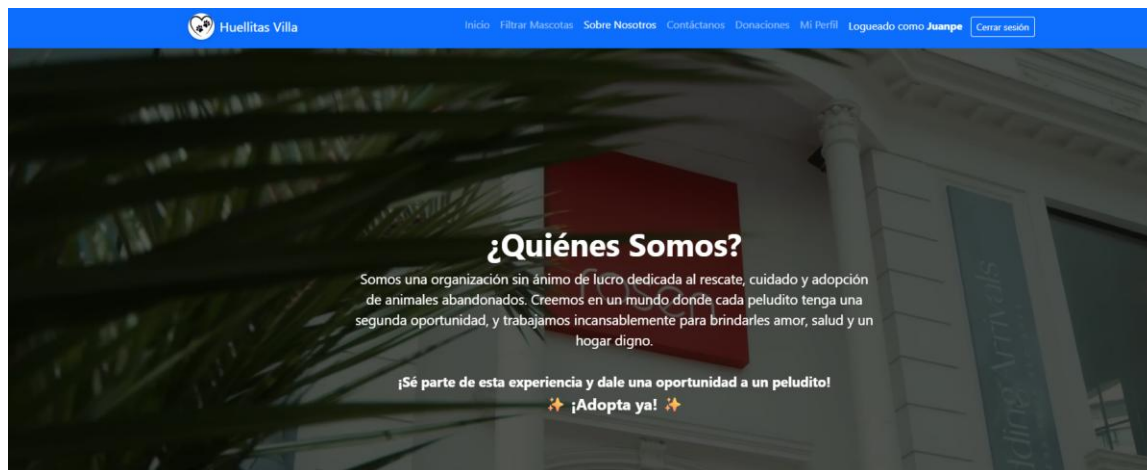 Huellitas Villa
Inicio Filtrar Mascotas Sobre Nosotros Contáctanos Donaciones Mi Perfil Logueado como Juanpe Cerrar sesión
¿Quiénes Somos?
Somos una organización sin ánimo de lucro dedicada al rescate, cuidado y adopción
de animales abandonados. Creemos en un mundo donde cada peludito tenga una
segunda oportunidad, y trabajamos incansablemente para brindarles amor, salud y un
hogar digno.
¡Sé parte de esta experiencia y dale una oportunidad a un peludito!
✨ ¡Adopta ya! ✨
rosen
Arrivals